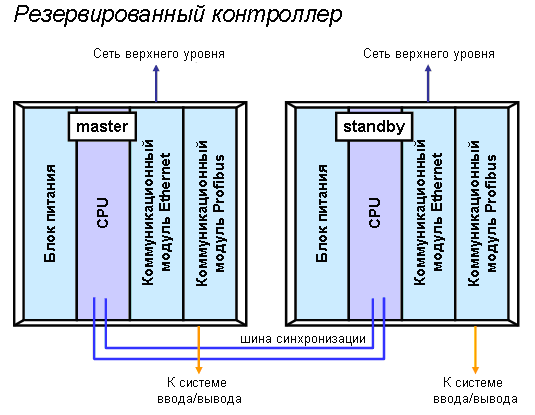 Резервированный контроллер
Сеть верхнего уровня
Сеть верхнего уровня
master
standby
Блок питания
CPU
Коммуникационный
модуль Ethernet
Коммуникационный
модуль Profibus
Блок питания
CPU
Коммуникационный
модуль Ethernet
Коммуникационный
модуль Profibus
шина синхронизации
К системе
ввода/вывода
К системе
ввода/вывода